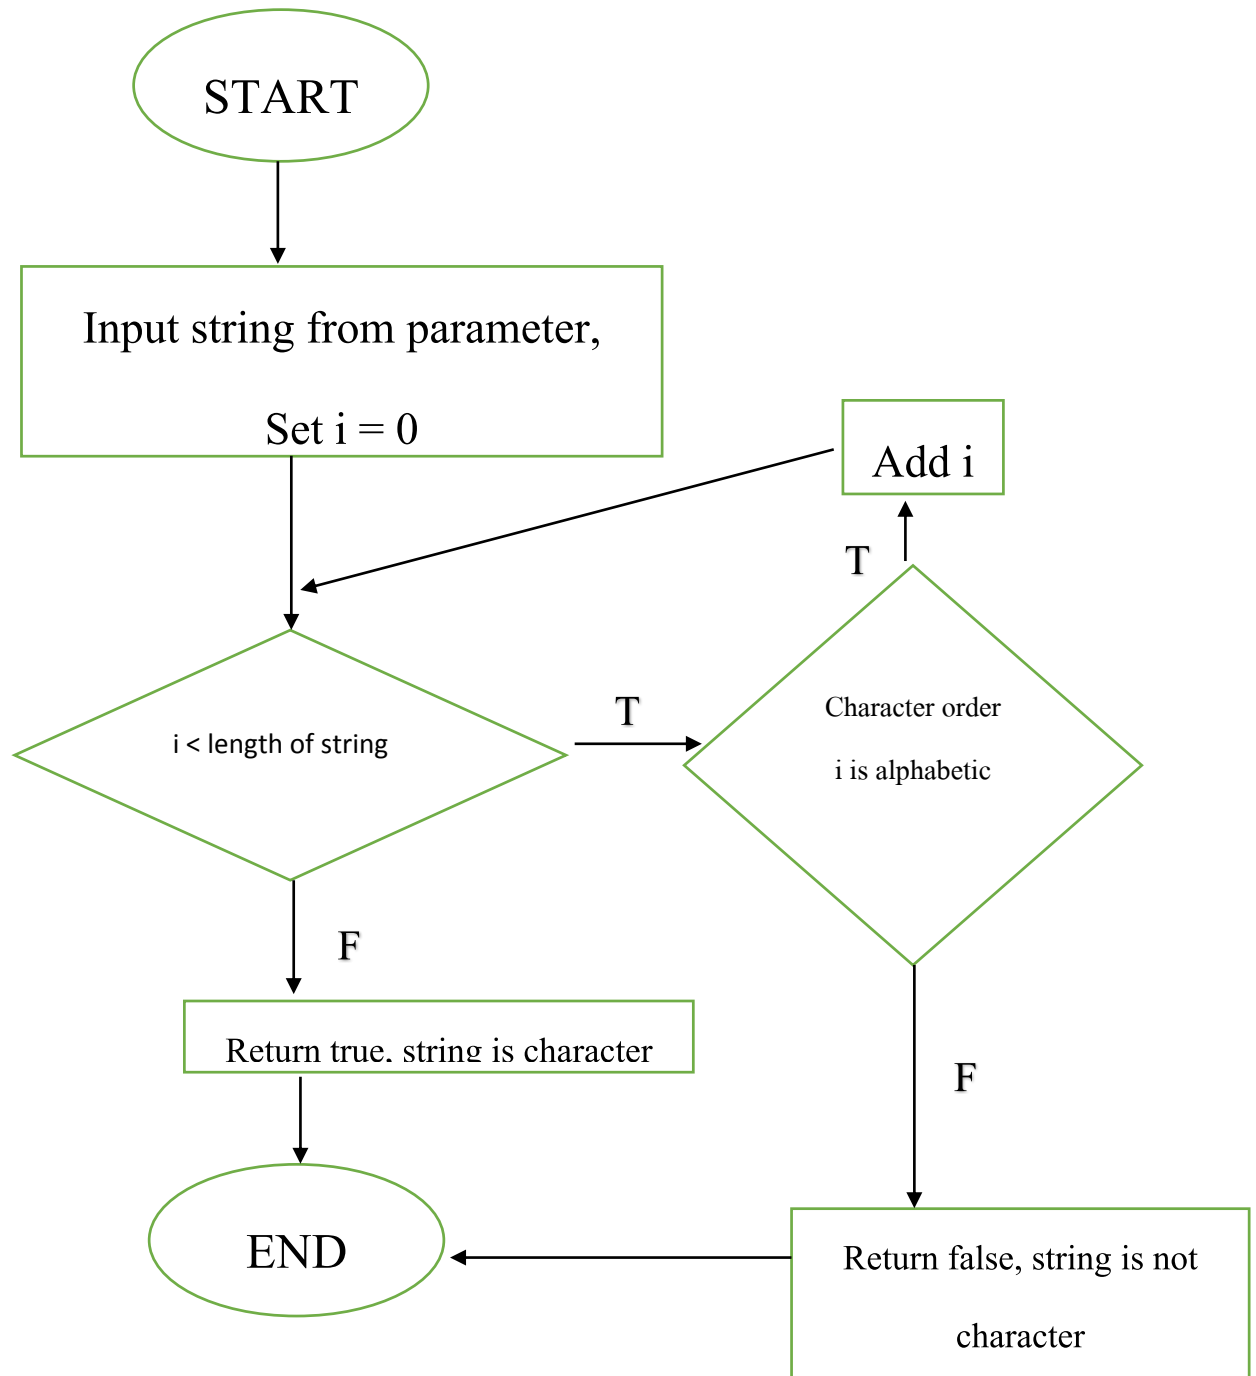 START
Input string from parameter,
Set i = 0
Add i
T
i < length of string
T
Character order
i is alphabetic
F
Return true, string is character
F
END
Return false, string is not
character